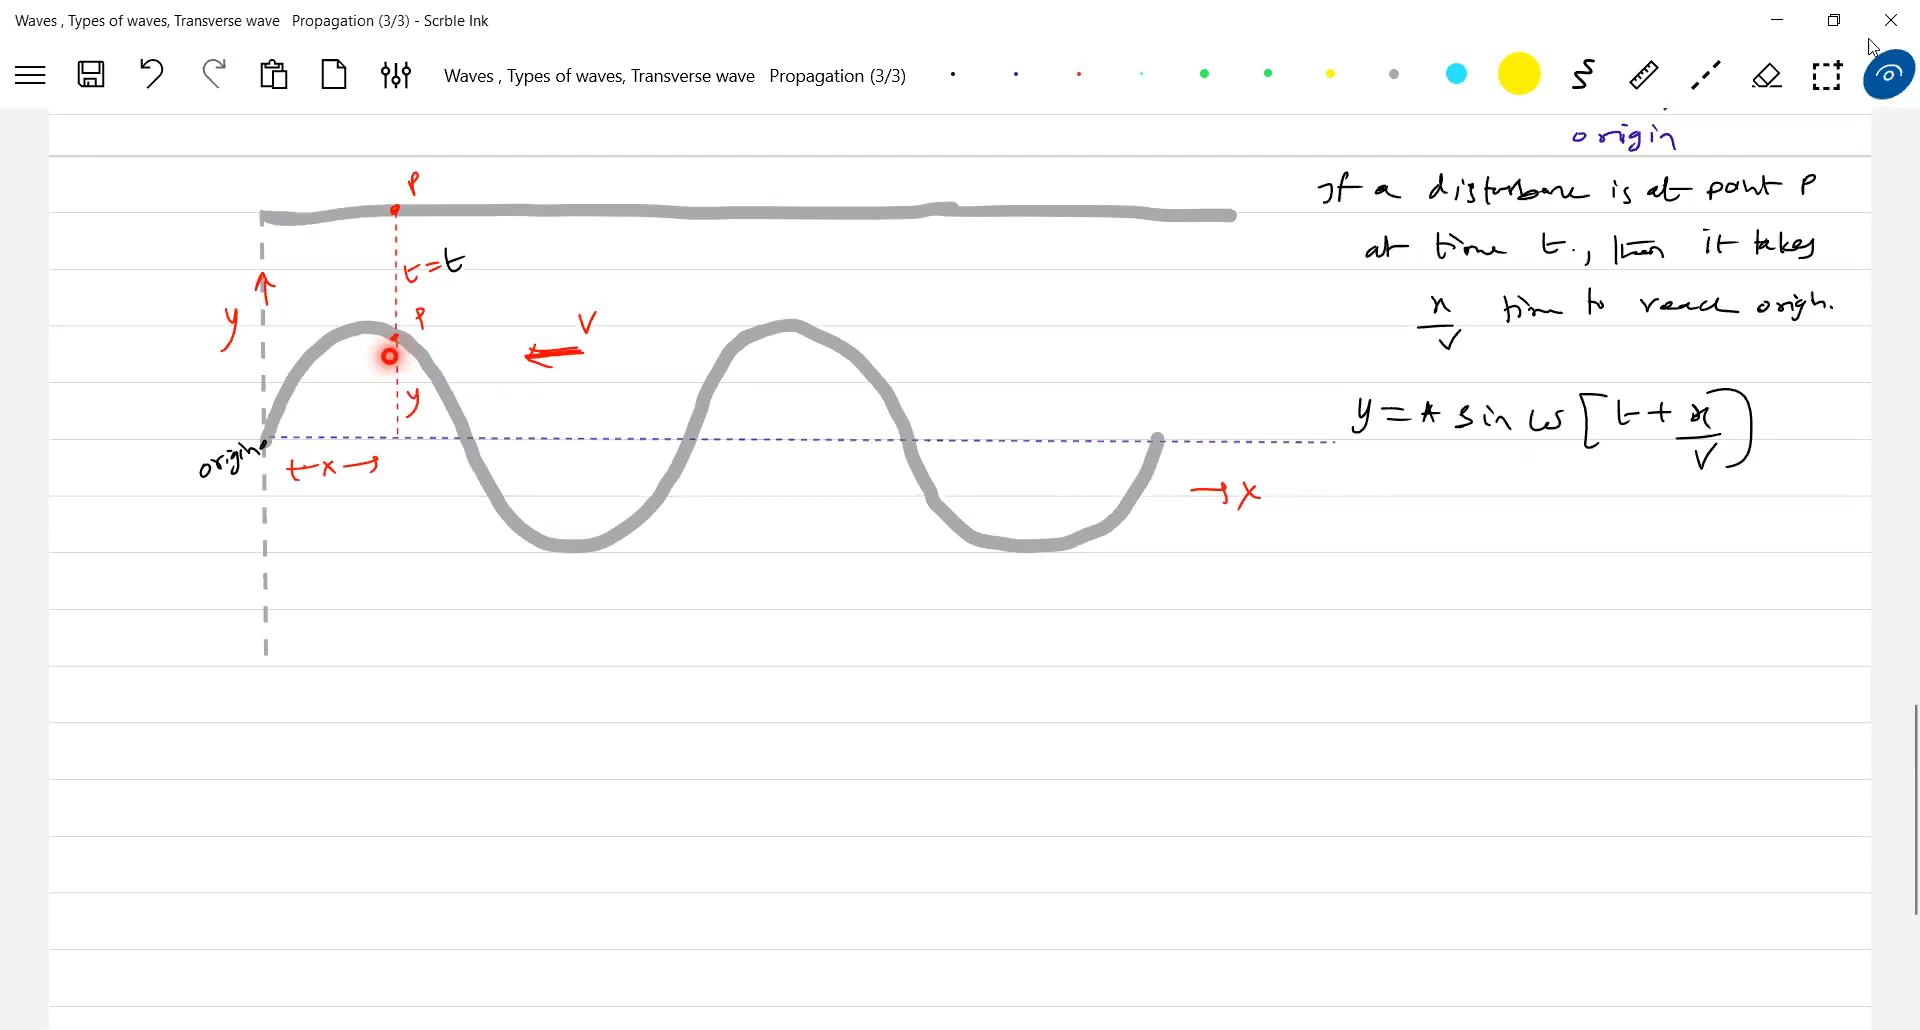 Waves , Types of waves, Transverse wave Propagation (3/3) - Scrble Ink
Waves , Types of waves, Transverse wave Propagation (3/3)
origin
If a disturbance is at point P
at time t., then it takes
x/v time to reach origin.
y = A sin ω [t + x/v]
P
t = t
y
P
v
y
origin
x
→ x